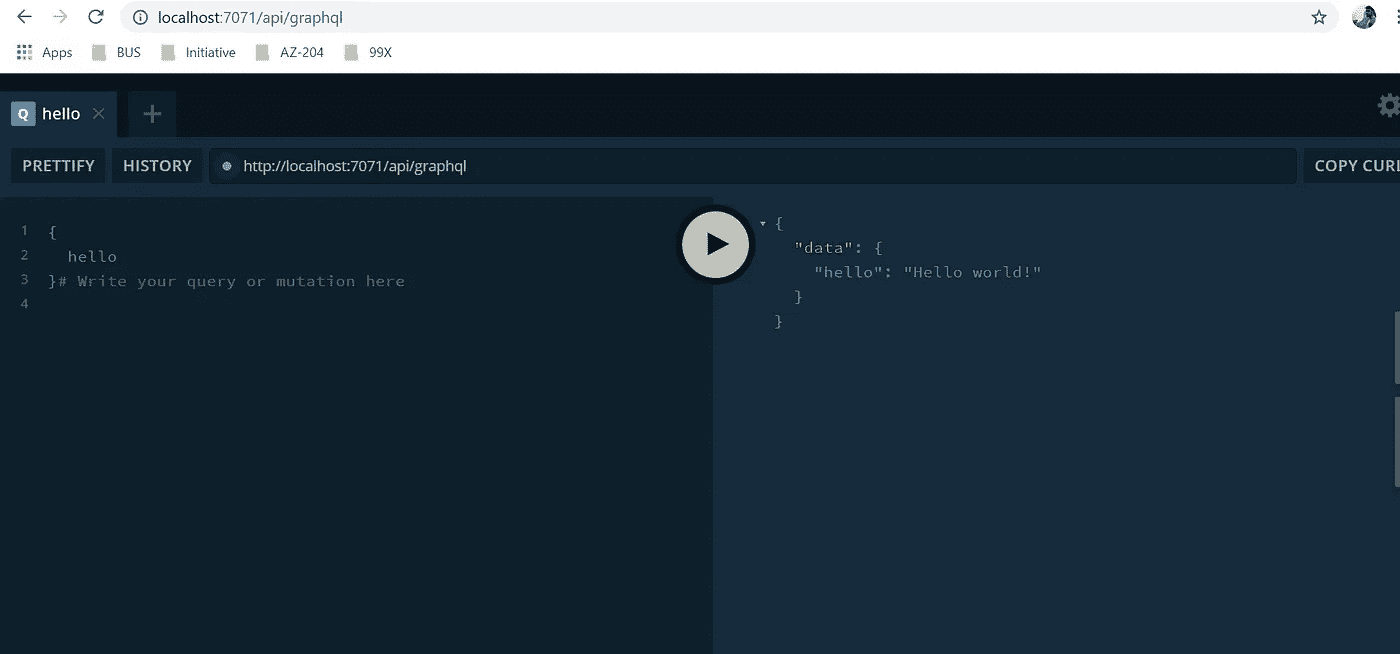 localhost:7071/api/graphql
Apps BUS Initiative AZ-204 99X
Q hello
PRETTIFY HISTORY http://localhost:7071/api/graphql COPY CURL
1 {
2 hello
3 }# Write your query or mutation here
4
{
"data": {
"hello": "Hello world!"
}
}